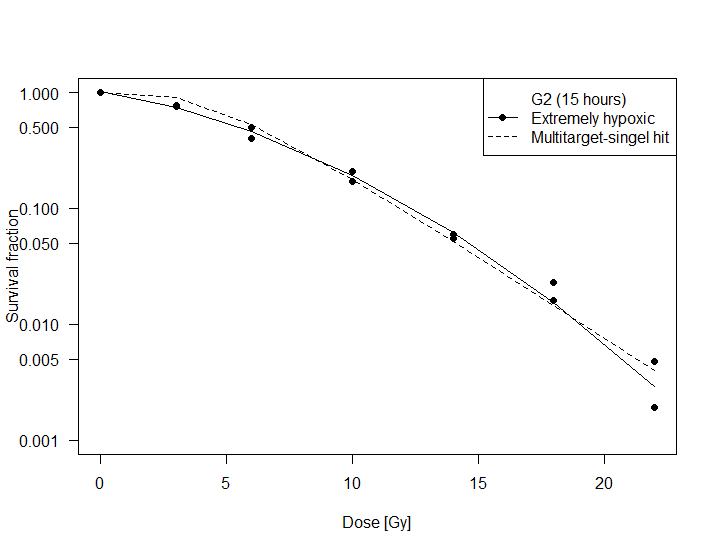 G2 (15 hours)
Extremely hypoxic
Multitarget-singel hit
Survival fraction
1.000
0.500
0.100
0.050
0.010
0.005
0.001
0
5
10
15
20
Dose [Gy]